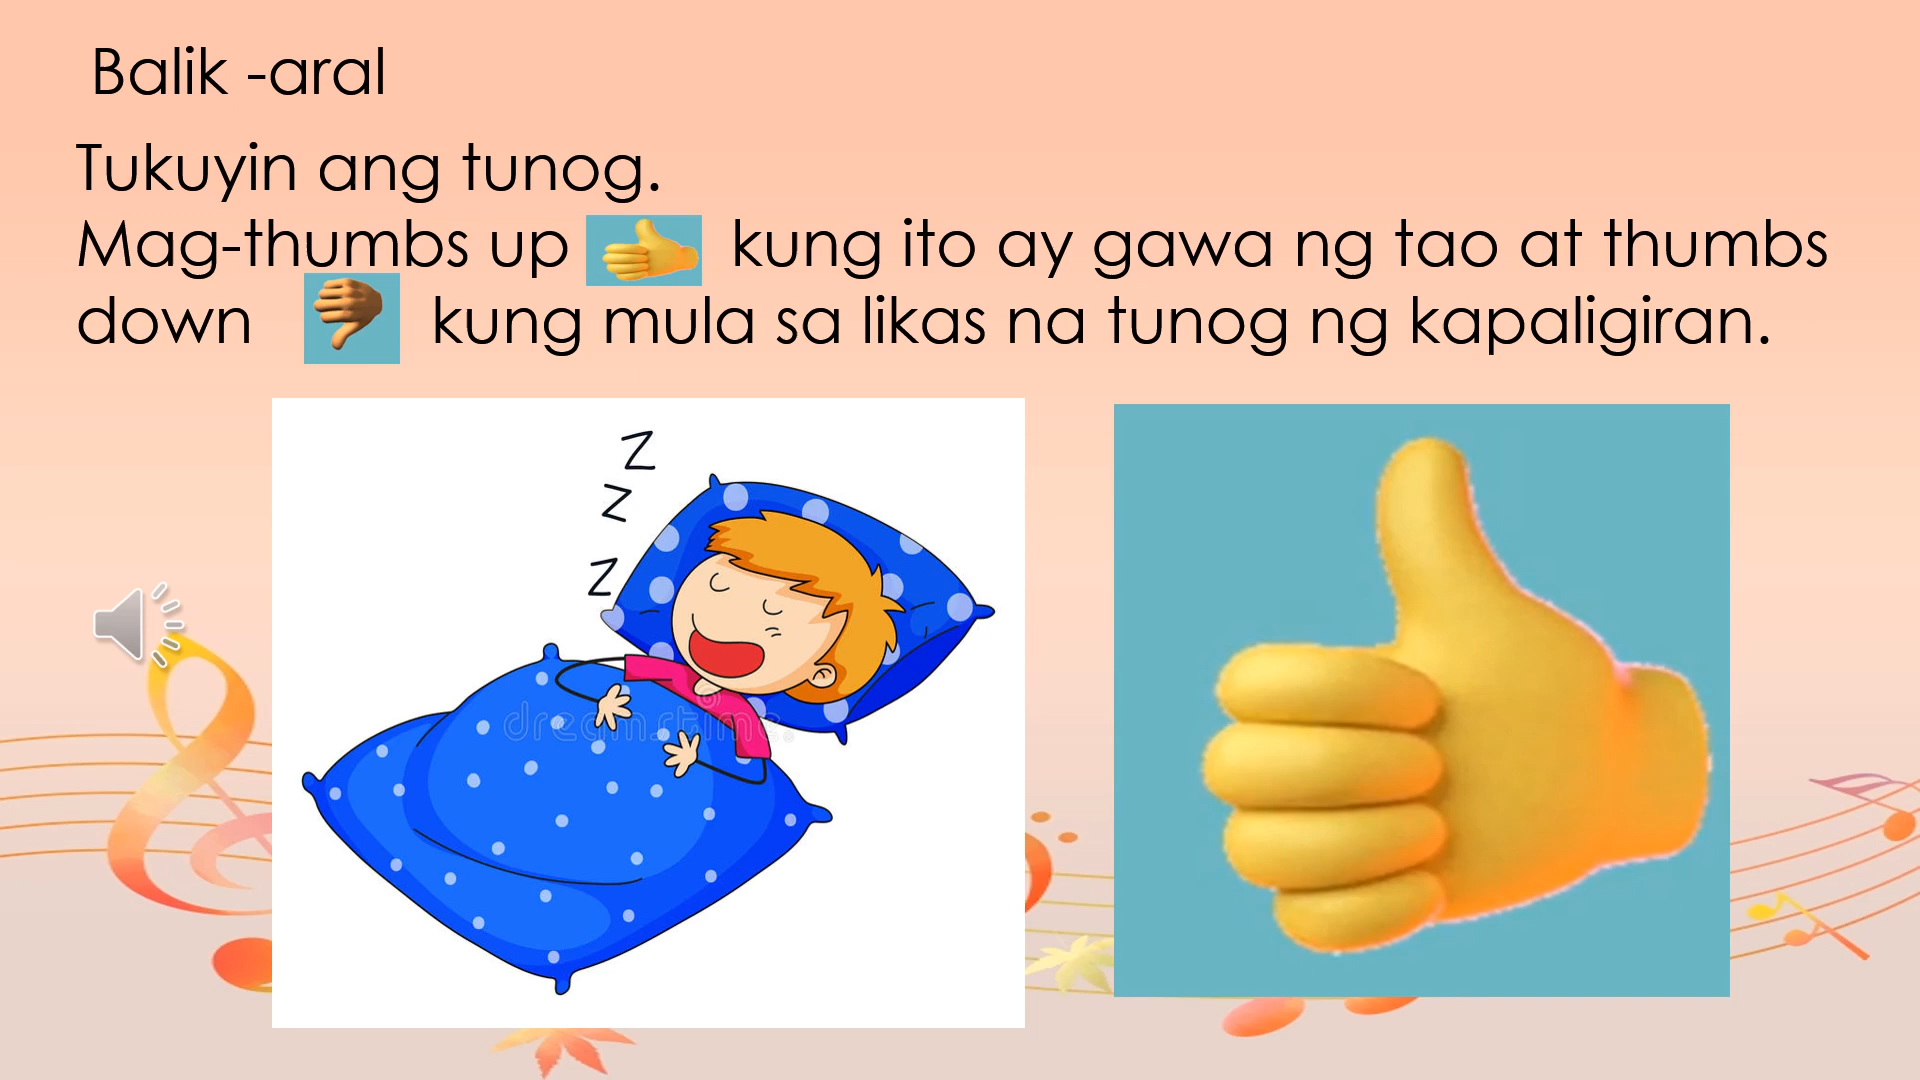 Balik -aral
Tukuyin ang tunog.
Mag-thumbs up kung ito ay gawa ng tao at thumbs
down kung mula sa likas na tunog ng kapaligiran.
Z
Z
Z
dreamstime.